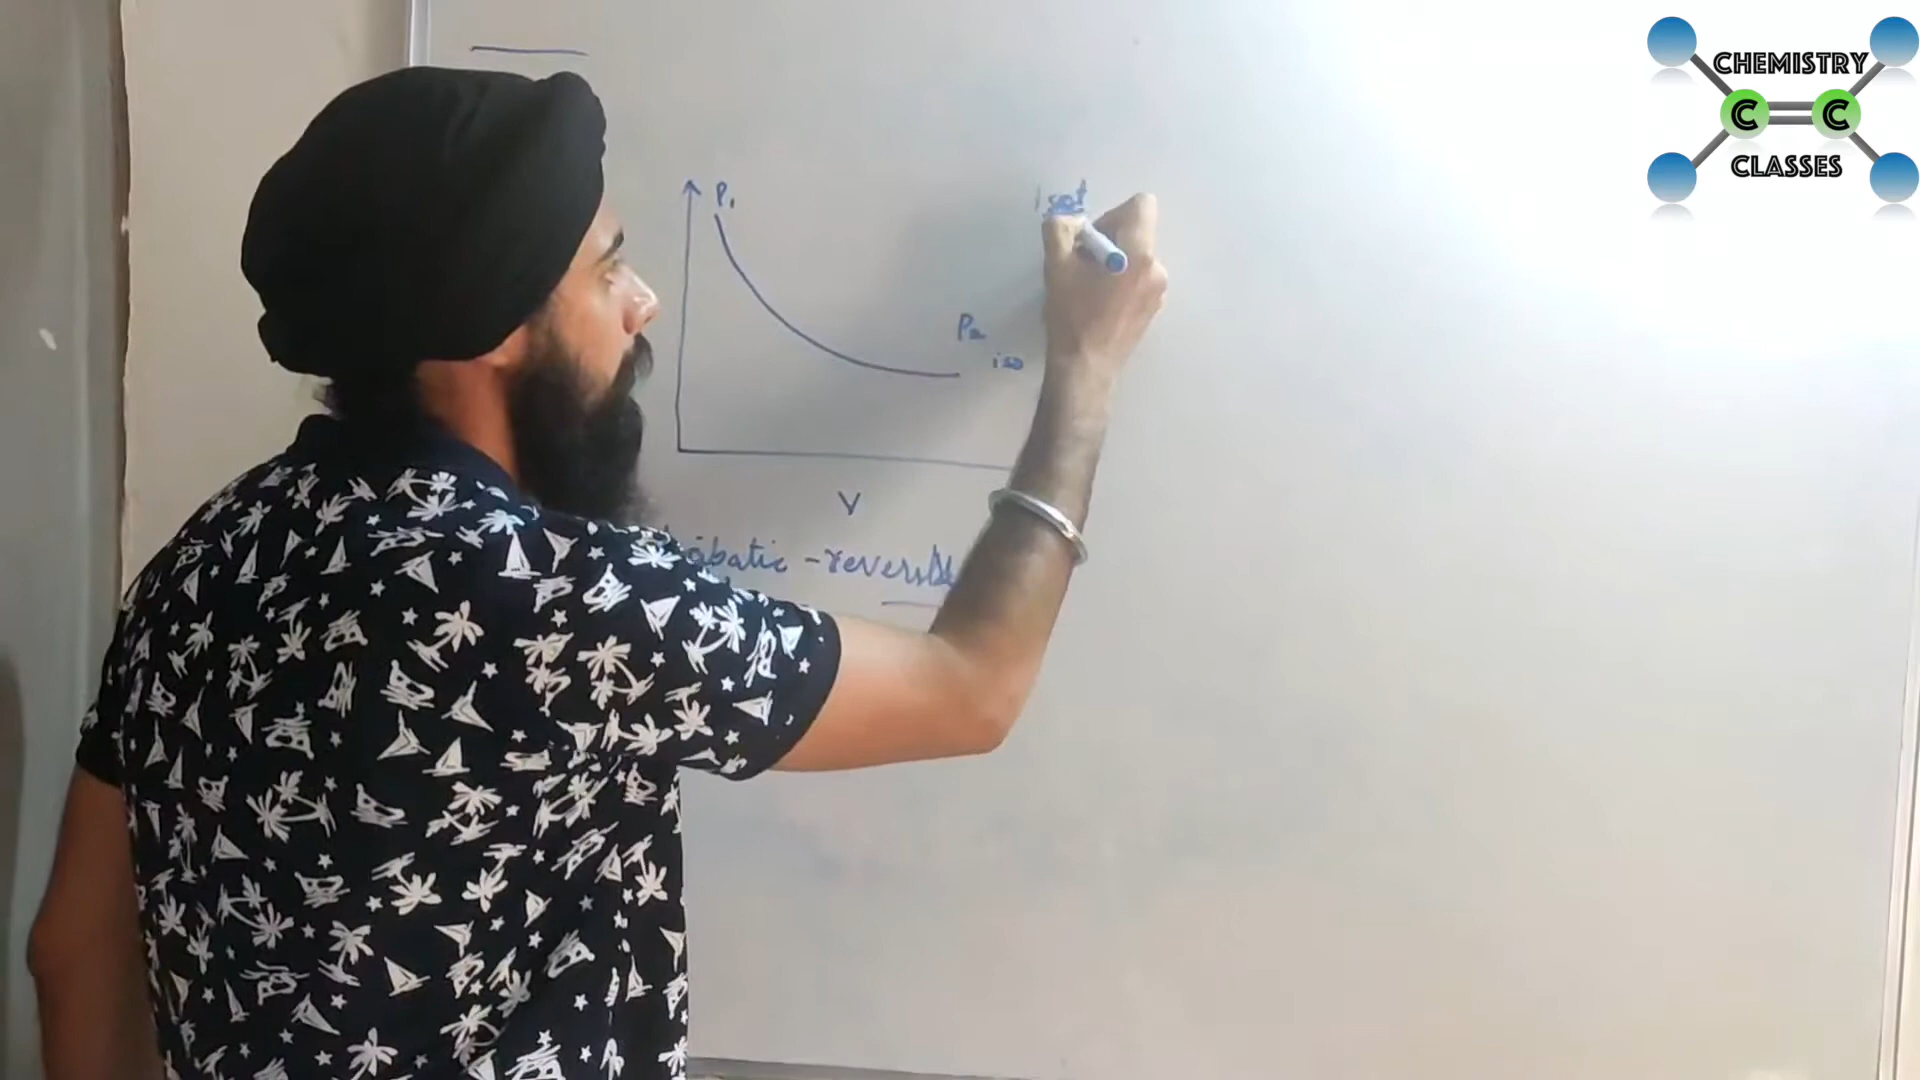 CHEMISTRY
C C
CLASSES
P₁
P₂
iso
V
-reversible